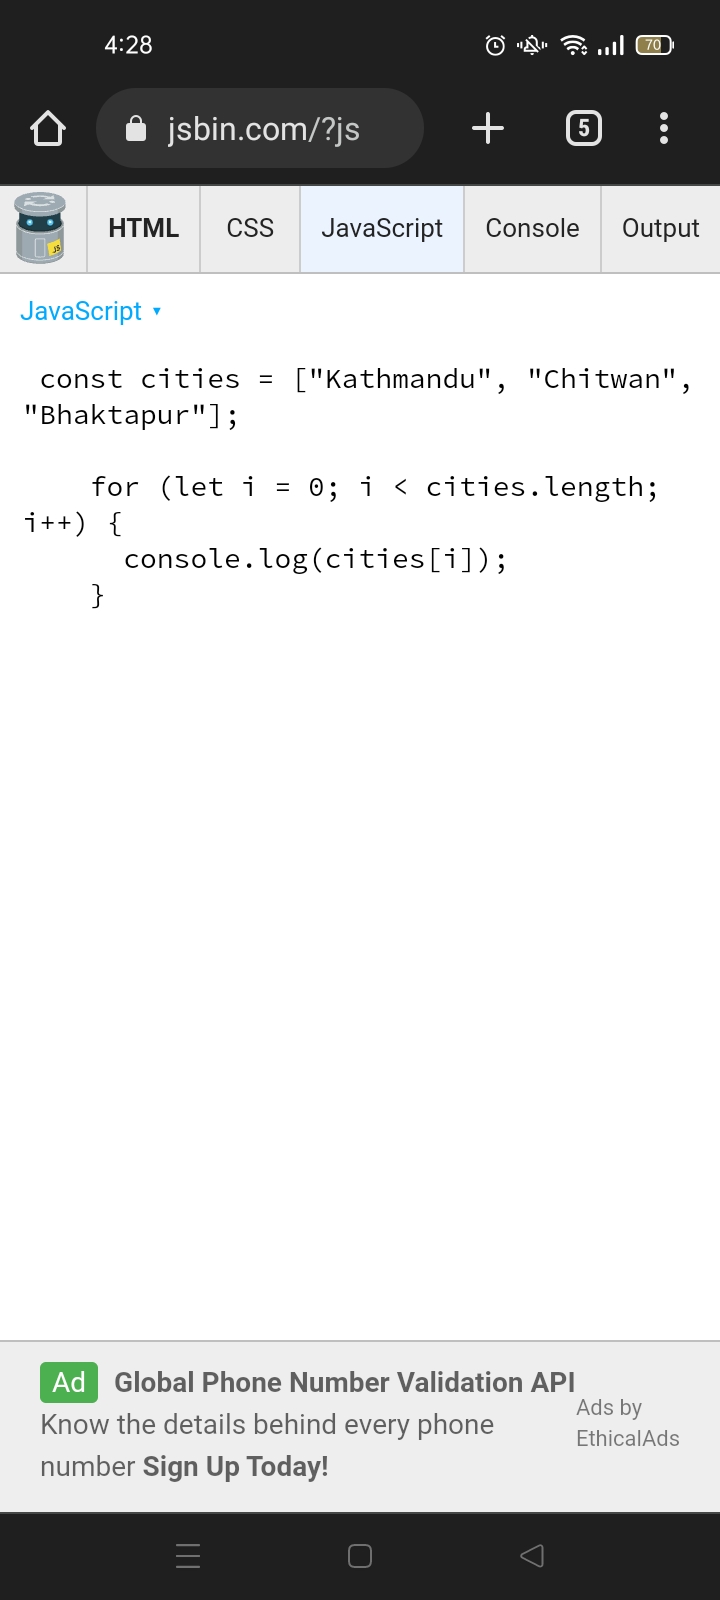 4:28
70
jsbin.com/?js
5
JS
HTML CSS JavaScript Console Output
JavaScript ▾
const cities = ["Kathmandu", "Chitwan",
"Bhaktapur"];
for (let i = 0; i < cities.length;
i++) {
console.log(cities[i]);
}
Ad Global Phone Number Validation API
Know the details behind every phone
number Sign Up Today!
Ads by
EthicalAds